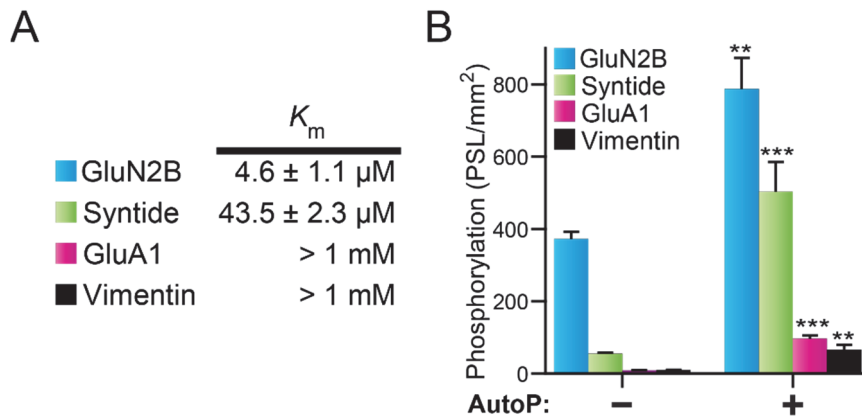 A
Km
GluN2B 4.6 ± 1.1 µM
Syntide 43.5 ± 2.3 µM
GluA1 > 1 mM
Vimentin > 1 mM
B
Phosphorylation (PSL/mm²)
800
600
400
200
0
GluN2B
Syntide
GluA1
Vimentin
**
***
***
**
AutoP: − +